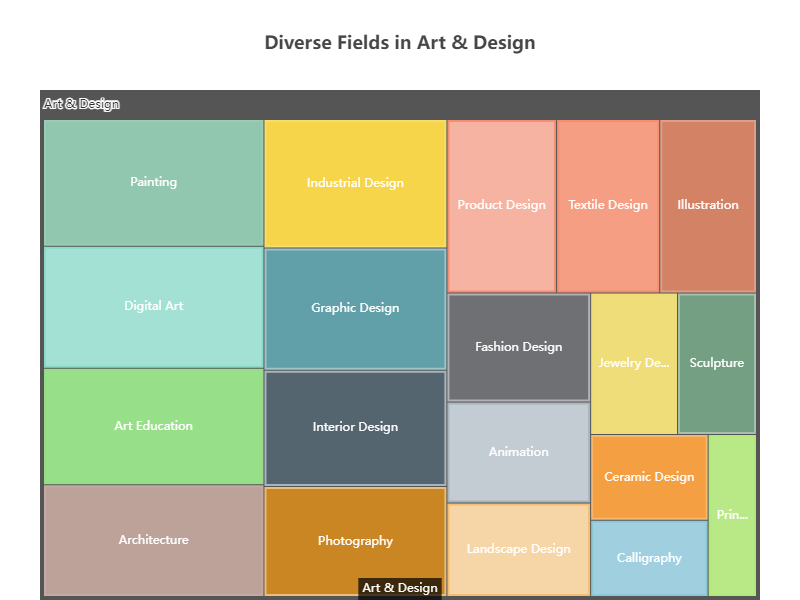 Diverse Fields in Art & Design
Art & Design
Painting
Industrial Design
Product Design
Textile Design
Illustration
Digital Art
Graphic Design
Fashion Design
Jewelry De...
Sculpture
Art Education
Interior Design
Animation
Ceramic Design
Prin...
Architecture
Photography
Landscape Design
Calligraphy
Art & Design